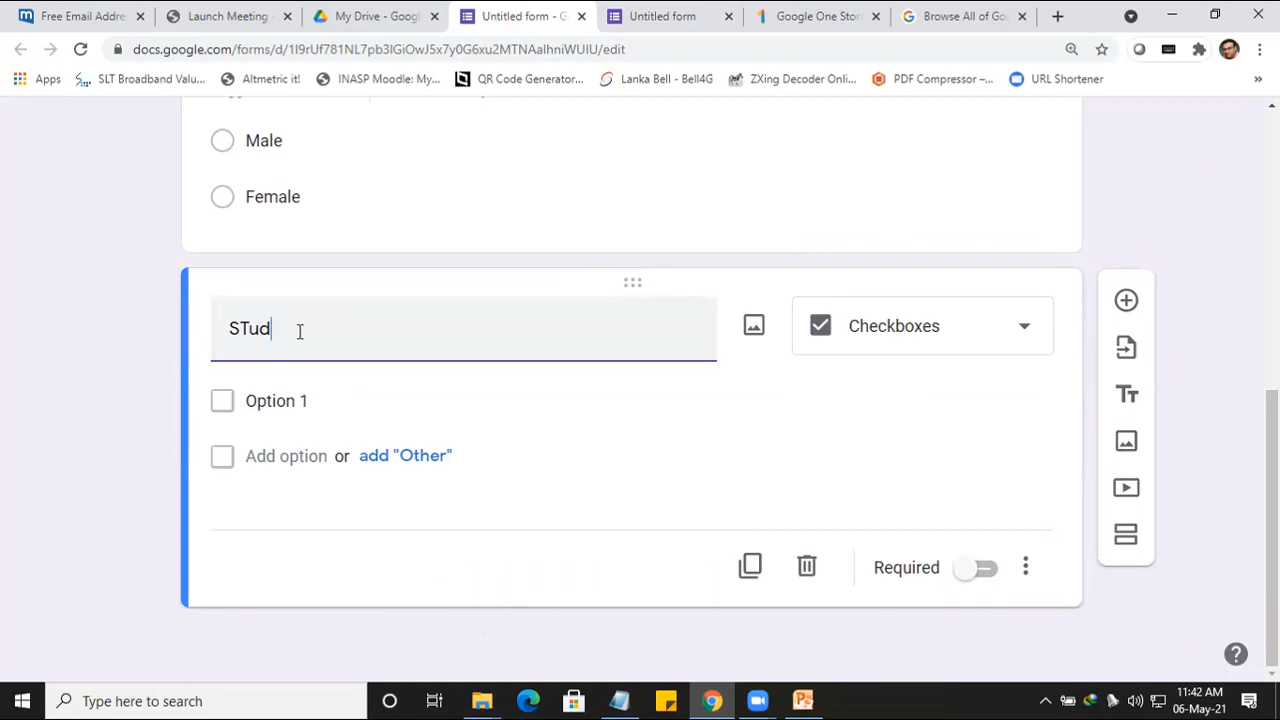 Free Email Addre
Launch Meeting -
My Drive - Googl
Untitled form - G
Untitled form
Google One Stor
Browse All of Go
docs.google.com/forms/d/1I9rUf781NL7pb3IGiOwJ5x7y0G6xu2MTNAaIhniWUIU/edit
Apps
SLT Broadband Valu...
Altmetric it!
INASP Moodle: My...
QR Code Generator...
Lanka Bell - Bell4G
ZXing Decoder Onli...
PDF Compressor –...
URL Shortener
»
Male
Female
STud
Checkboxes
Option 1
Add option or add "Other"
Required
Type here to search
11:42 AM
06-May-21